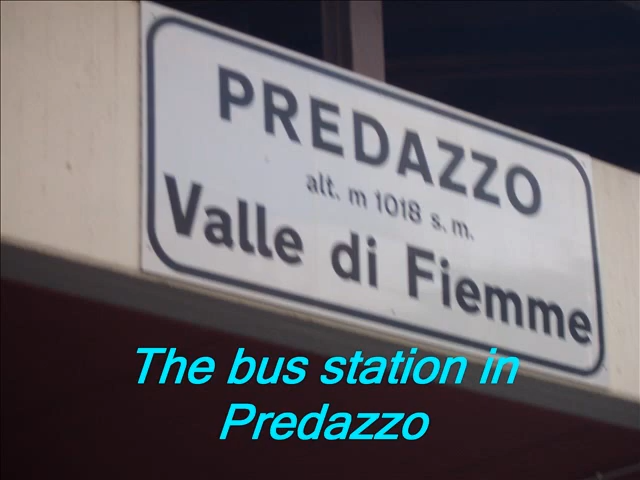 PREDAZZO
alt. m 1018 s.m.
Valle di Fiemme
The bus station in
Predazzo